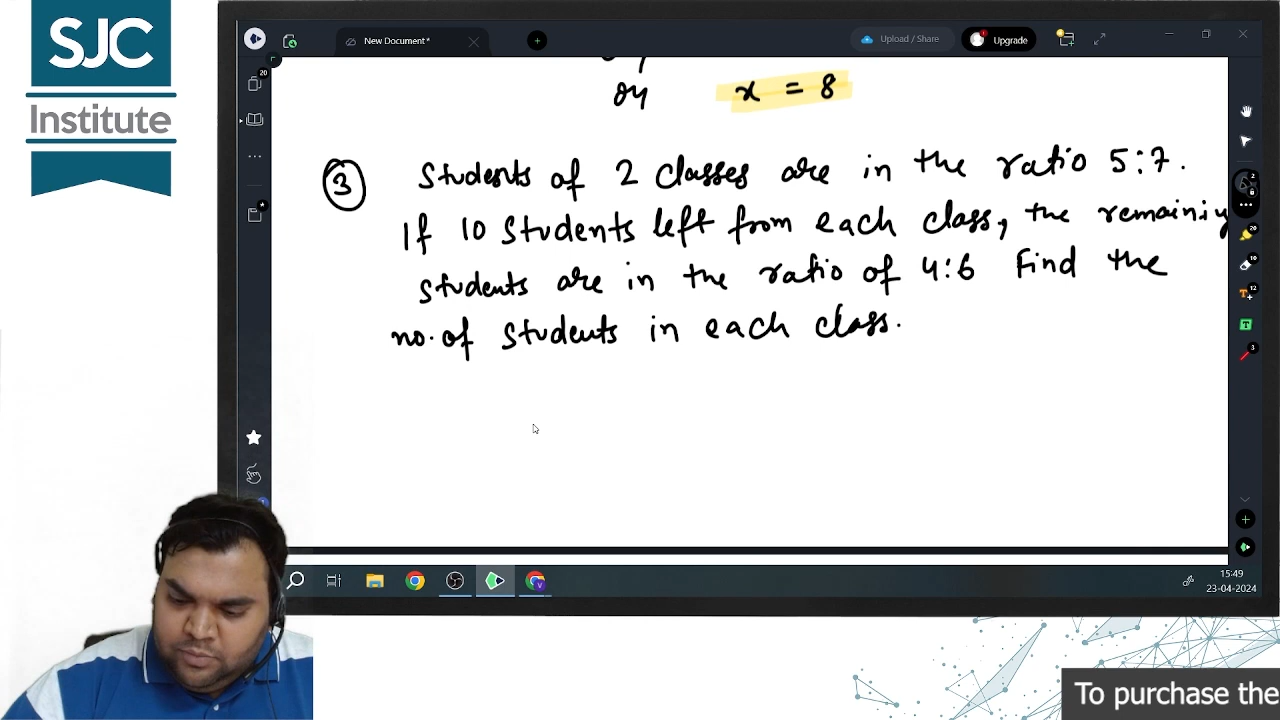 SJC
Institute
New Document*
Upload / Share
Upgrade
x = 8
③ Students of 2 classes are in the ratio 5:7.
If 10 students left from each class, the
students are in the ratio of 4:6 Find the
no. of students in each class.
15:49
23-04-2024
To purchase the